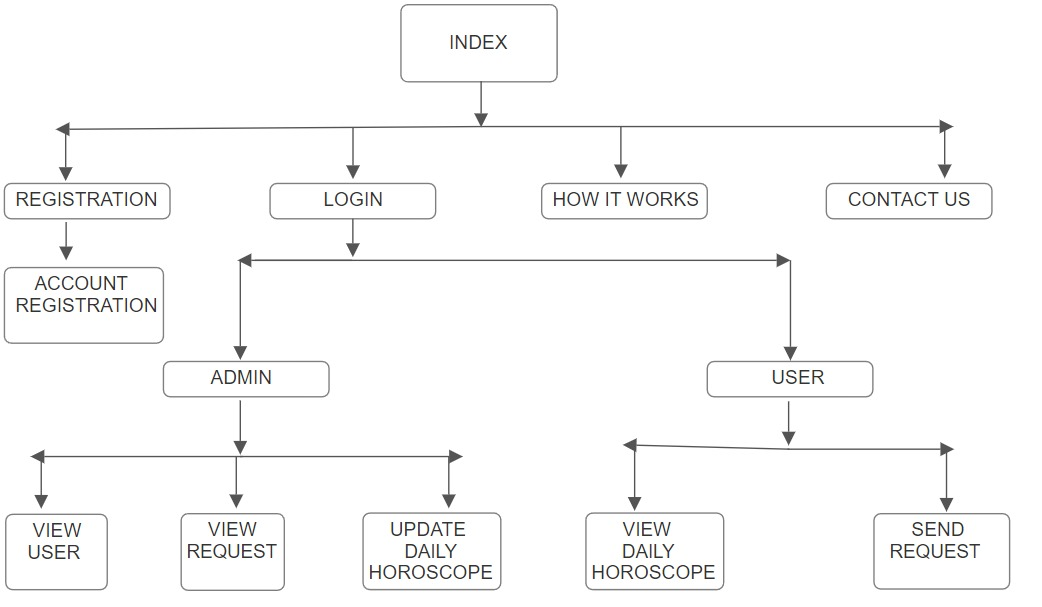 INDEX
REGISTRATION
LOGIN
HOW IT WORKS
CONTACT US
ACCOUNT
REGISTRATION
ADMIN
USER
VIEW
USER
VIEW
REQUEST
UPDATE
DAILY
HOROSCOPE
VIEW
DAILY
HOROSCOPE
SEND
REQUEST